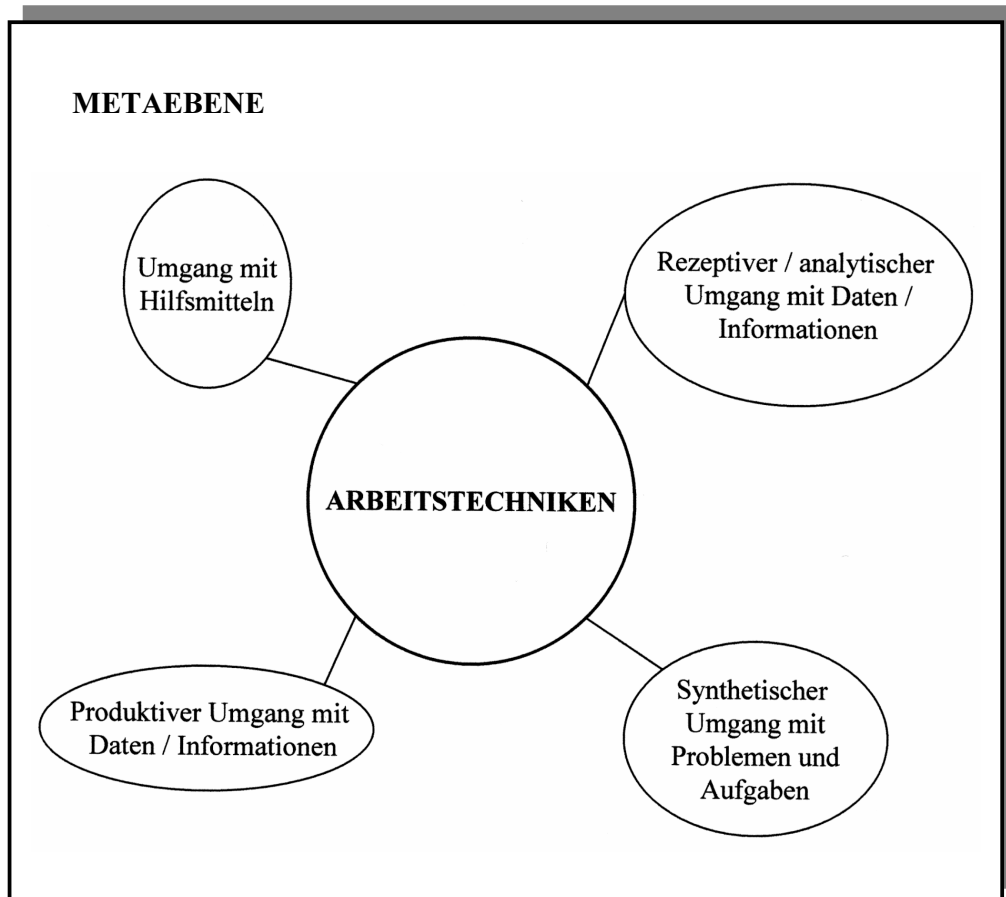 METAEBENE
Umgang mit
Hilfsmitteln
Rezeptiver / analytischer
Umgang mit Daten /
Informationen
ARBEITSTECHNIKEN
Produktiver Umgang mit
Daten / Informationen
Synthetischer
Umgang mit
Problemen und
Aufgaben